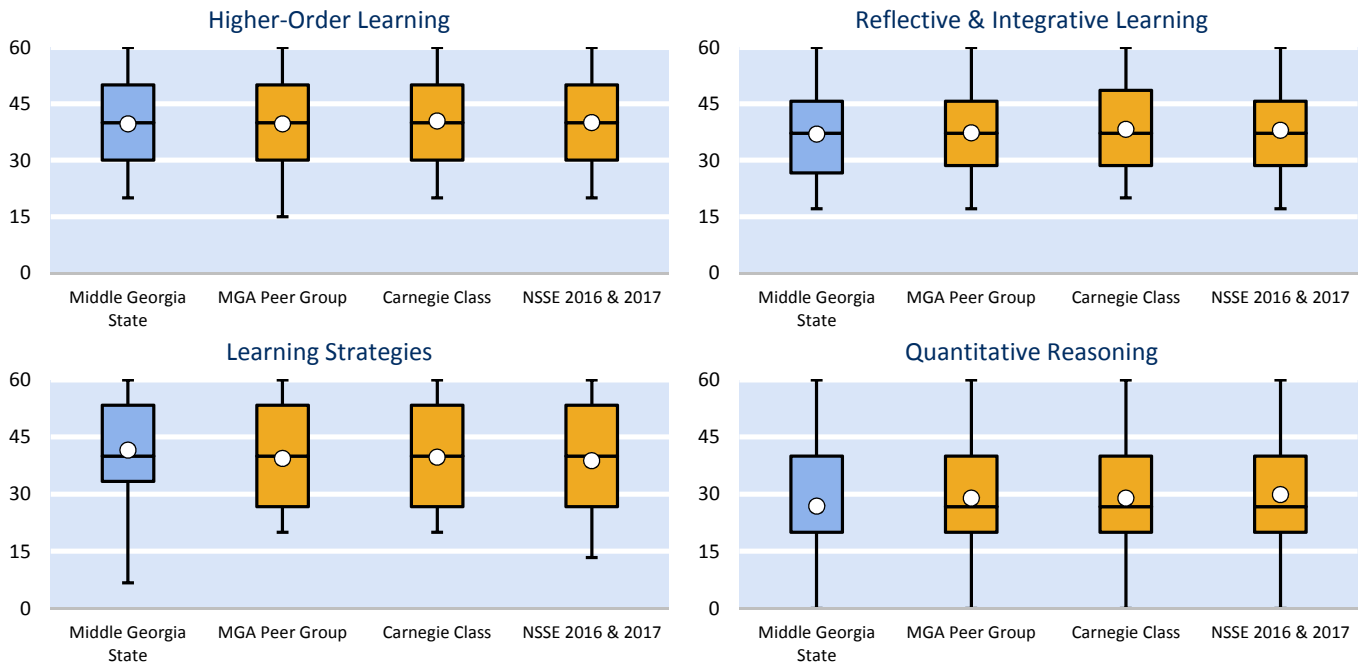 Higher-Order Learning
60
45
30
15
0
Middle Georgia
State
MGA Peer Group
Carnegie Class
NSSE 2016 & 2017
Reflective & Integrative Learning
60
45
30
15
0
Middle Georgia
State
MGA Peer Group
Carnegie Class
NSSE 2016 & 2017
Learning Strategies
60
45
30
15
0
Middle Georgia
State
MGA Peer Group
Carnegie Class
NSSE 2016 & 2017
Quantitative Reasoning
60
45
30
15
0
Middle Georgia
State
MGA Peer Group
Carnegie Class
NSSE 2016 & 2017